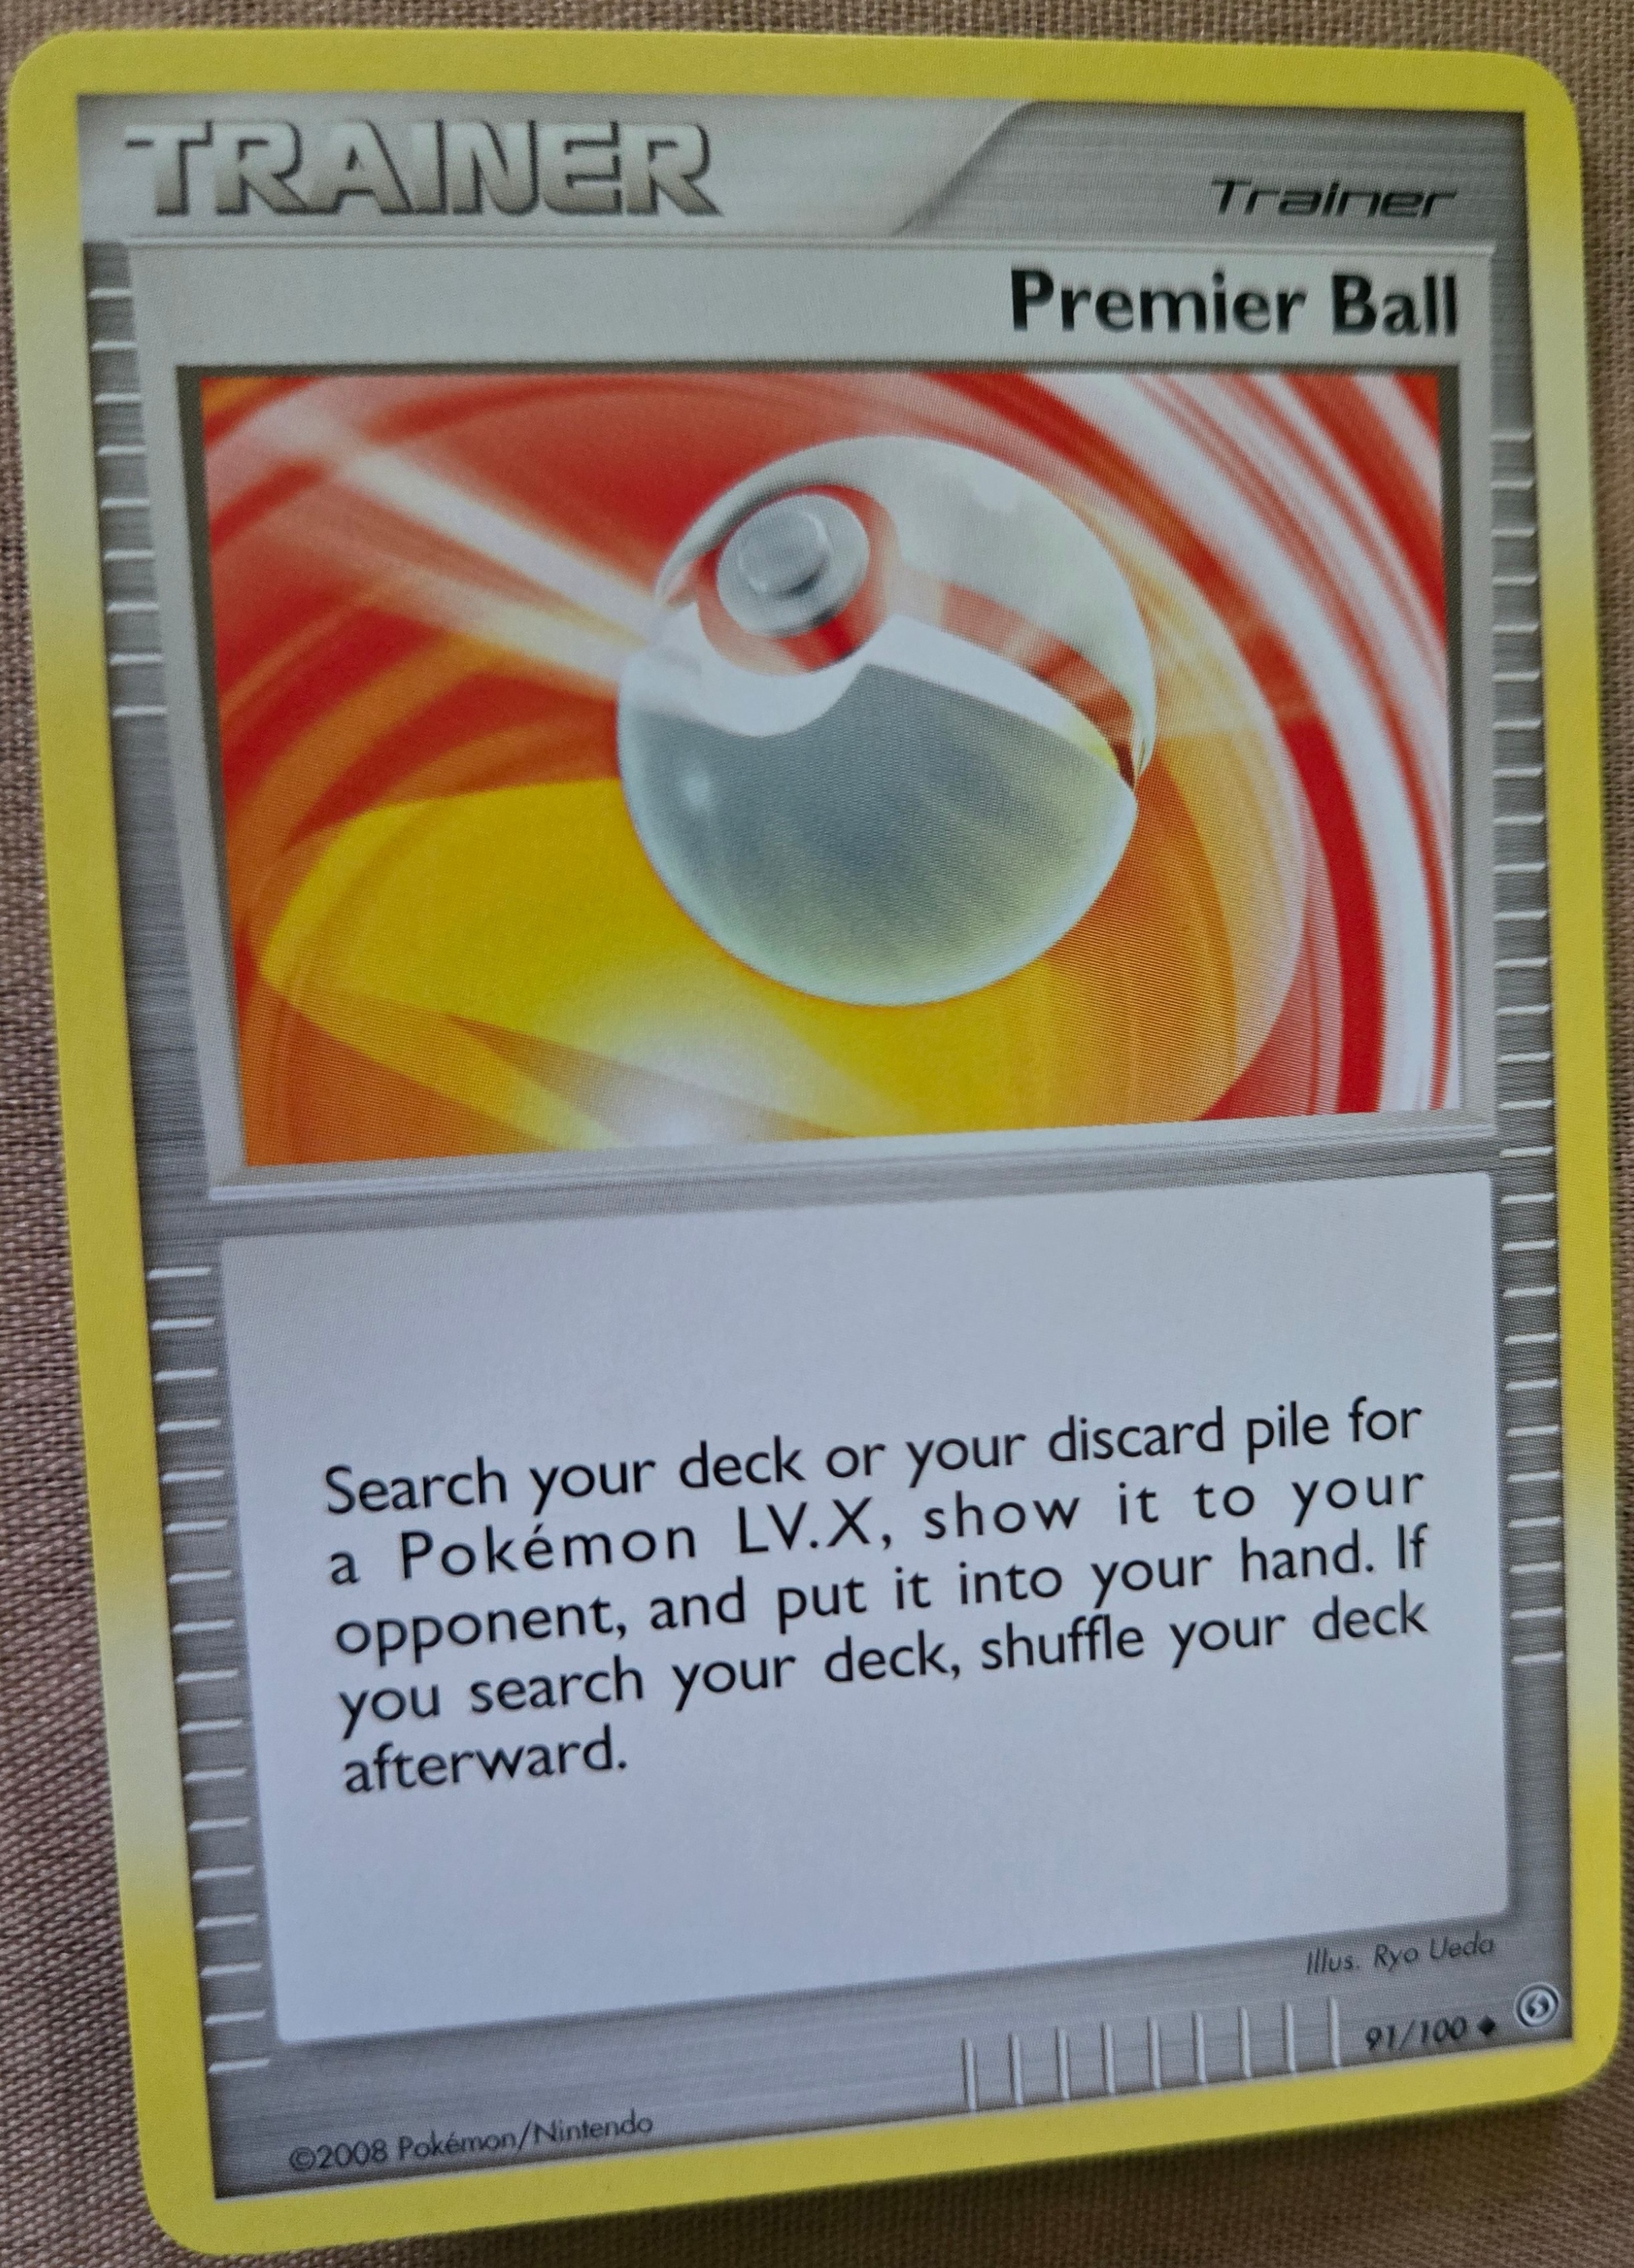 TRAINER
Trainer
Premier Ball
Search your deck or your discard pile for
a Pokémon LV.X, show it to your
opponent, and put it into your hand. If
you search your deck, shuffle your deck
afterward.
Illus. Ryo Ueda
91/100 ◆
©2008 Pokémon/Nintendo